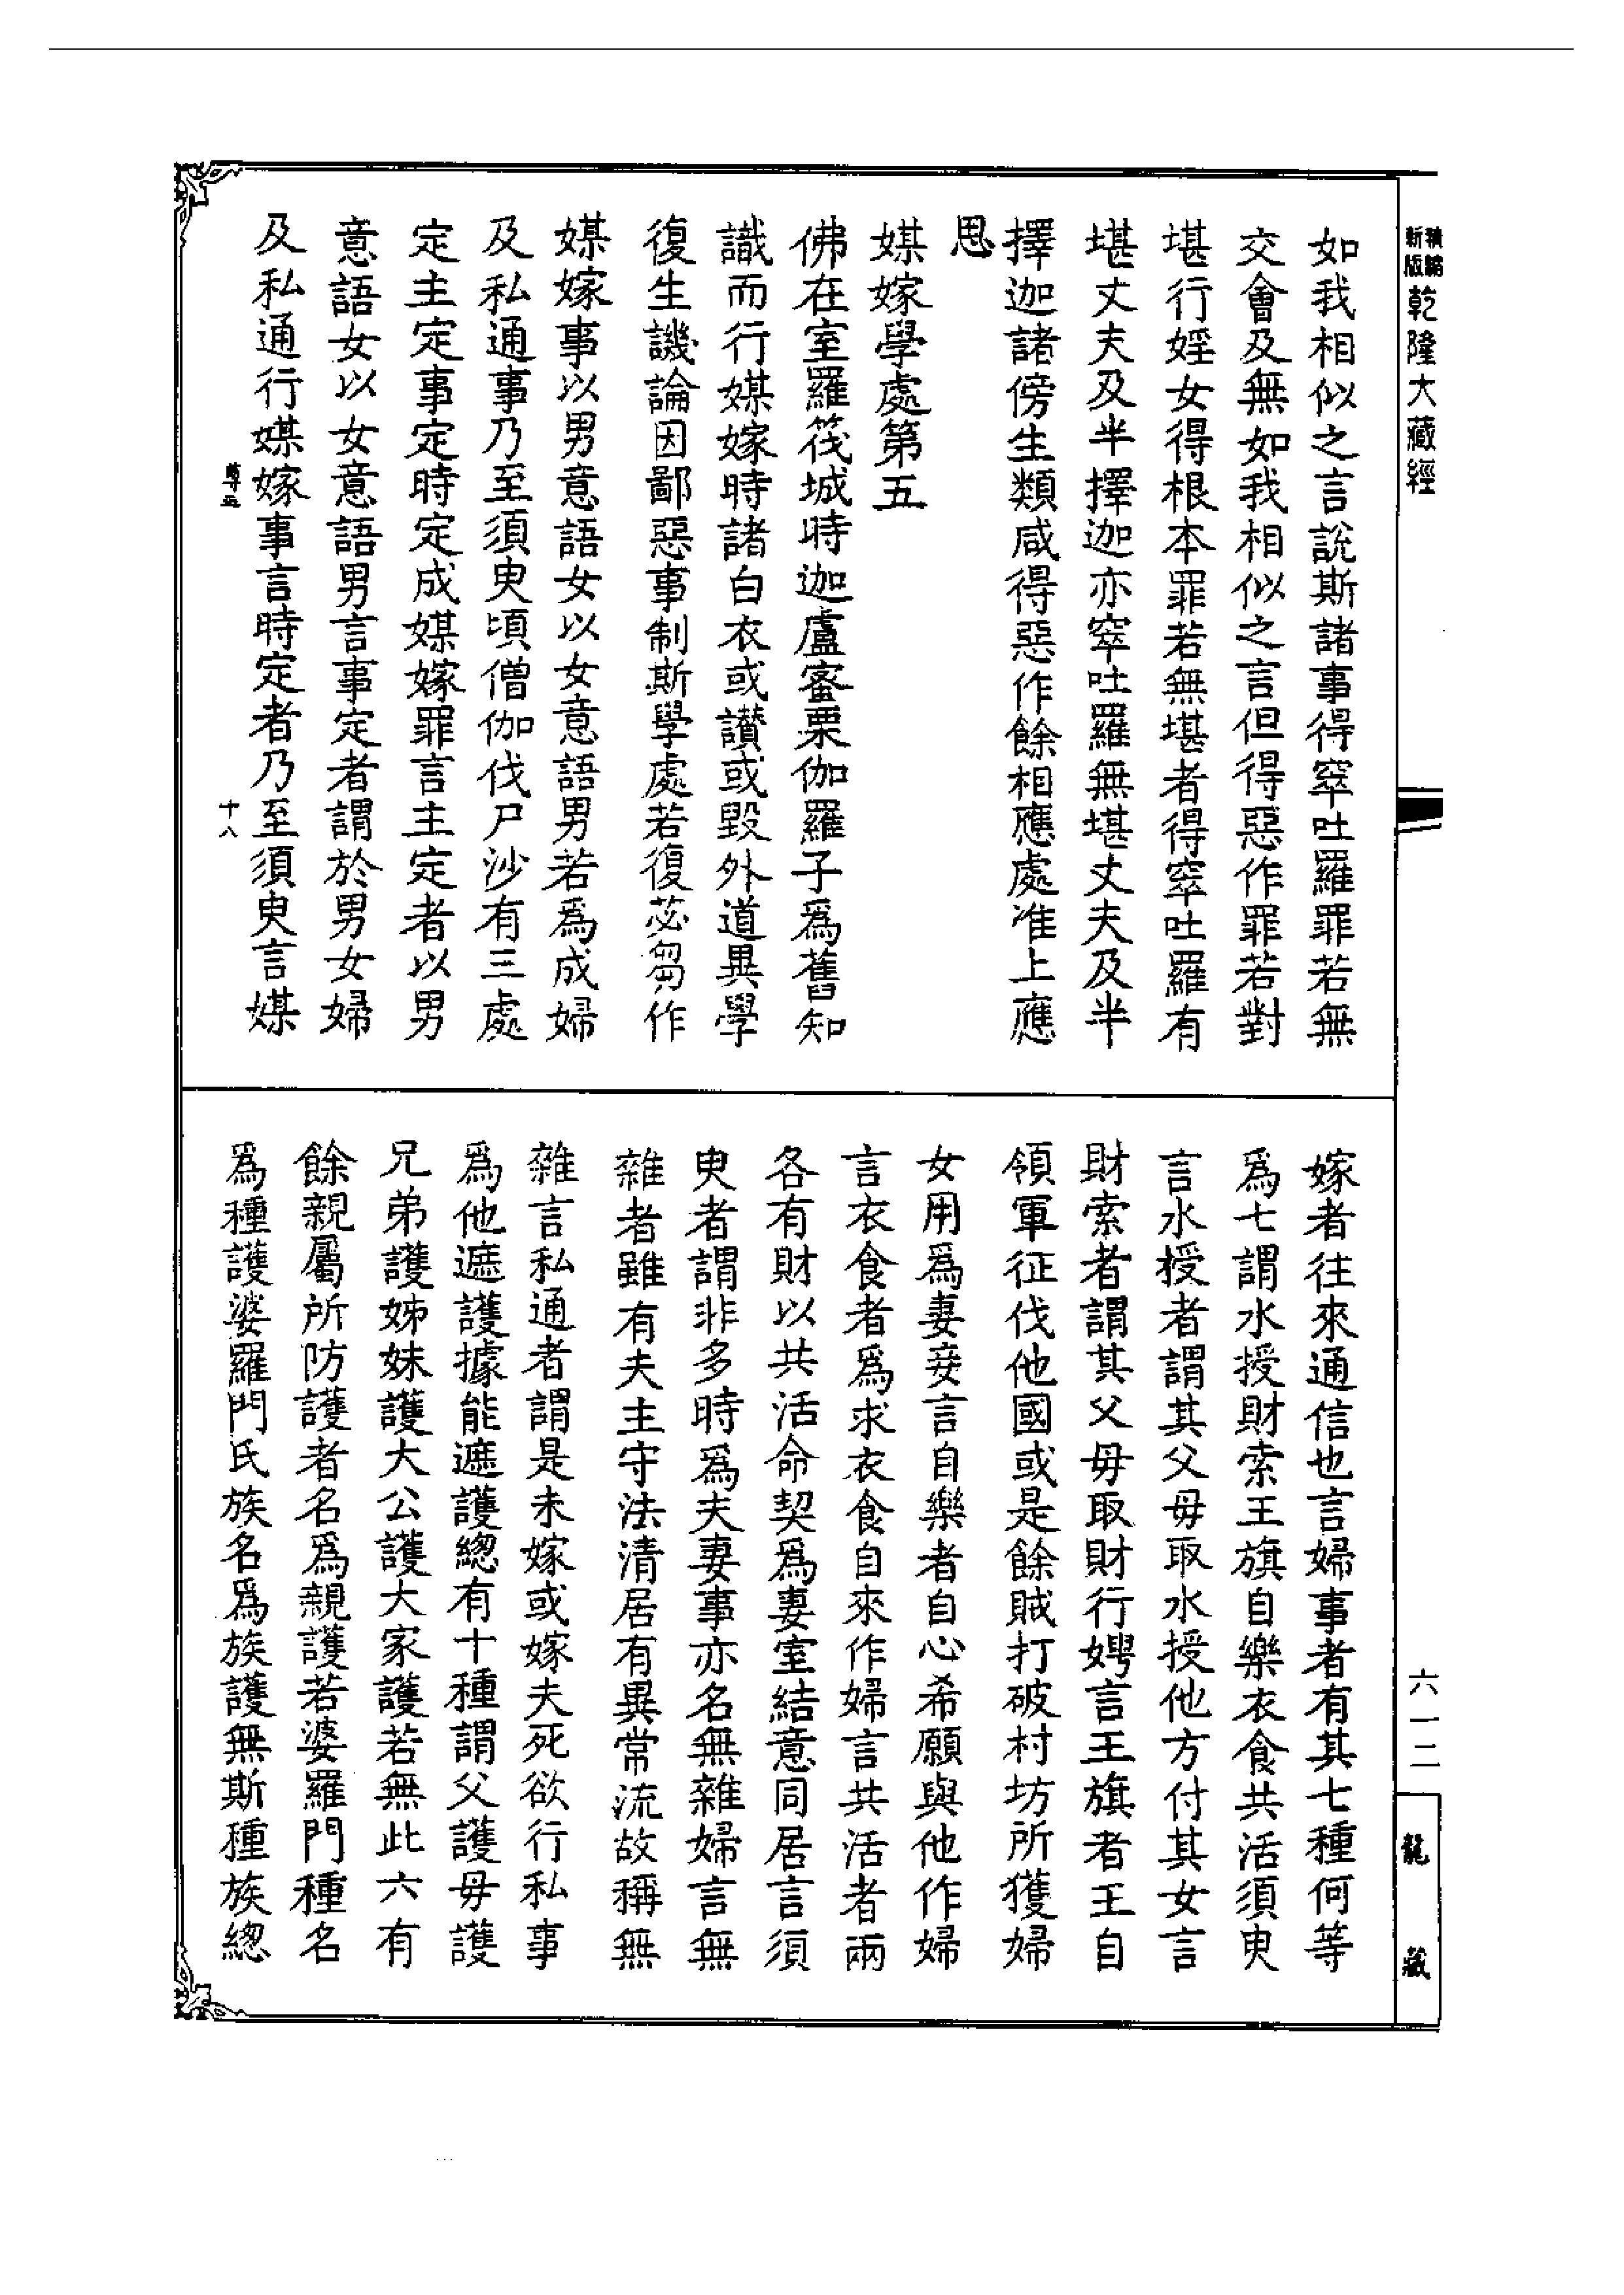 精縮新版乾隆大藏經
如我相似之言說斯諸事得窣吐羅罪若無
交會及無如我相似之言但得惡作罪若對
堪行婬女得根本罪若無堪者得窣吐羅有
堪丈夫及半擇迦亦窣吐羅無堪丈夫及半
擇迦諸傍生類咸得惡作餘相應處准上應
思
媒嫁學處第五
佛在室羅筏城時迦盧蜜栗伽羅子爲舊知
識而行媒嫁時諸白衣或讃或毀外道異學
復生譏論因鄙惡事制斯學處若復苾芻作
媒嫁事以男意語女以女意語男若爲成婦
及私通事乃至須臾頃僧伽伐尸沙有三處
定主定事定時定成媒嫁罪言主定者以男
意語女以女意語男言事定者謂於男女婦
及私通行媒嫁事言時定者乃至須臾言媒
尊五 十八
嫁者往來通信也言婦事者有其七種何等
爲七謂水授財索王旗自樂衣食共活須臾
言水授者謂其父毋取水授他方付其女言
財索者謂其父毋取財行娉言王旗者王自
領軍征伐他國或是餘賊打破村坊所獲婦
女用爲妻妾言自樂者自心希願與他作婦
言衣食者爲求衣食自來作婦言共活者兩
各有財以共活命契爲妻室結意同居言須
臾者謂非多時爲夫妻事亦名無雜婦言無
雜者雖有夫主守法清居有異常流故稱無
雜言私通者謂是未嫁或嫁夫死欲行私事
爲他遮護據能遮護總有十種謂父護毋護
兄弟護姊妹護大公護大家護若無此六有
餘親屬所防護者名爲親護若婆羅門種名
爲種護婆羅門氏族名爲族護無斯種族總
六一二
龍藏